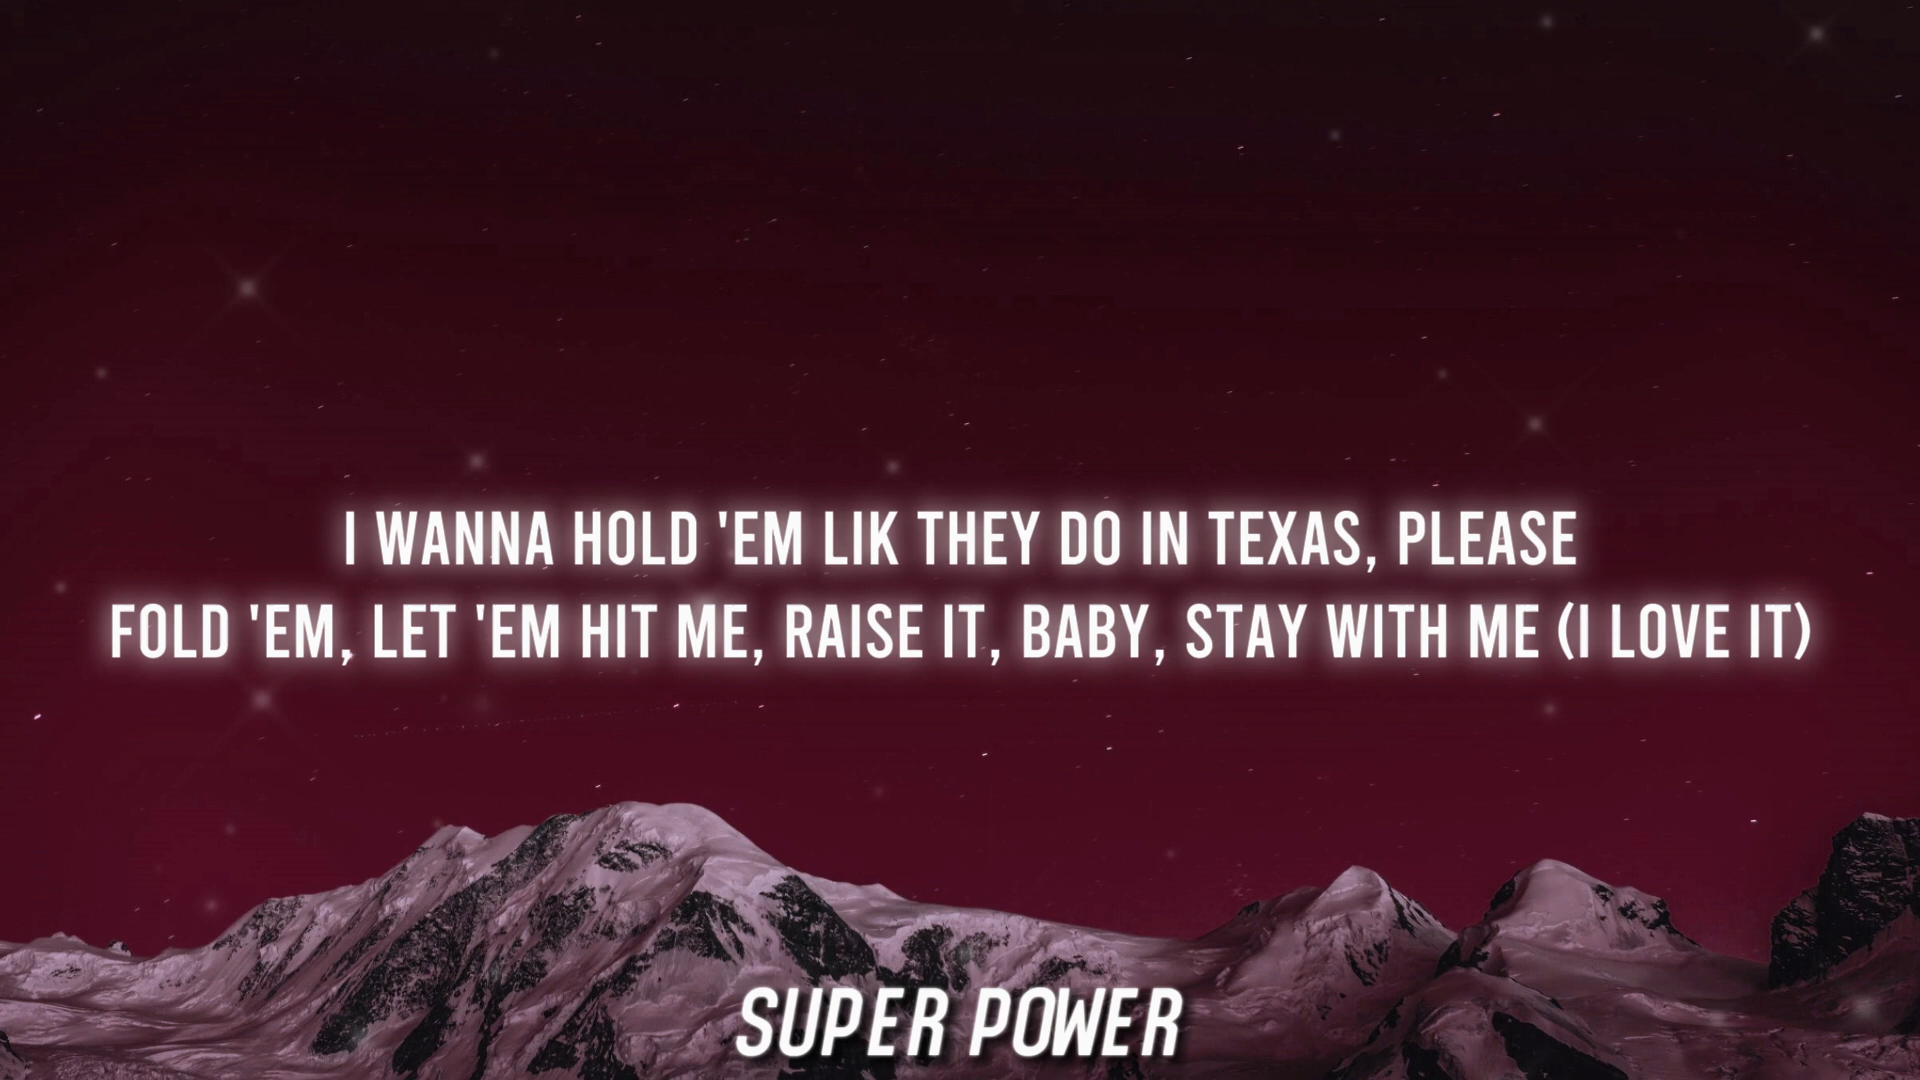 I WANNA HOLD 'EM LIK THEY DO IN TEXAS, PLEASE
FOLD 'EM, LET 'EM HIT ME, RAISE IT, BABY, STAY WITH ME (I LOVE IT)
SUPER POWER